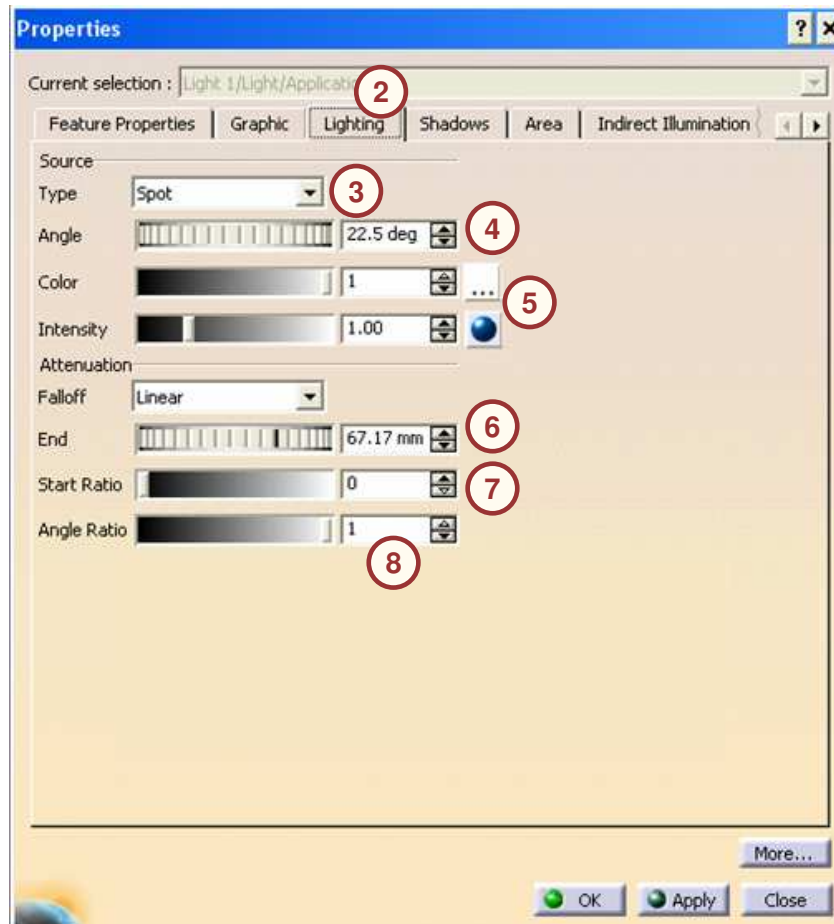 Properties
?
×
Current selection : Light 1/Light/Applicatio
2
Feature Properties Graphic Lighting Shadows Area Indirect Illumination
Source
Type Spot 3
Angle 22.5 deg 4
Color 1 ...
5
Intensity 1.00
Attenuation
Falloff Linear
End 67.17 mm 6
Start Ratio 0 7
Angle Ratio 1
8
More...
OK Apply Close